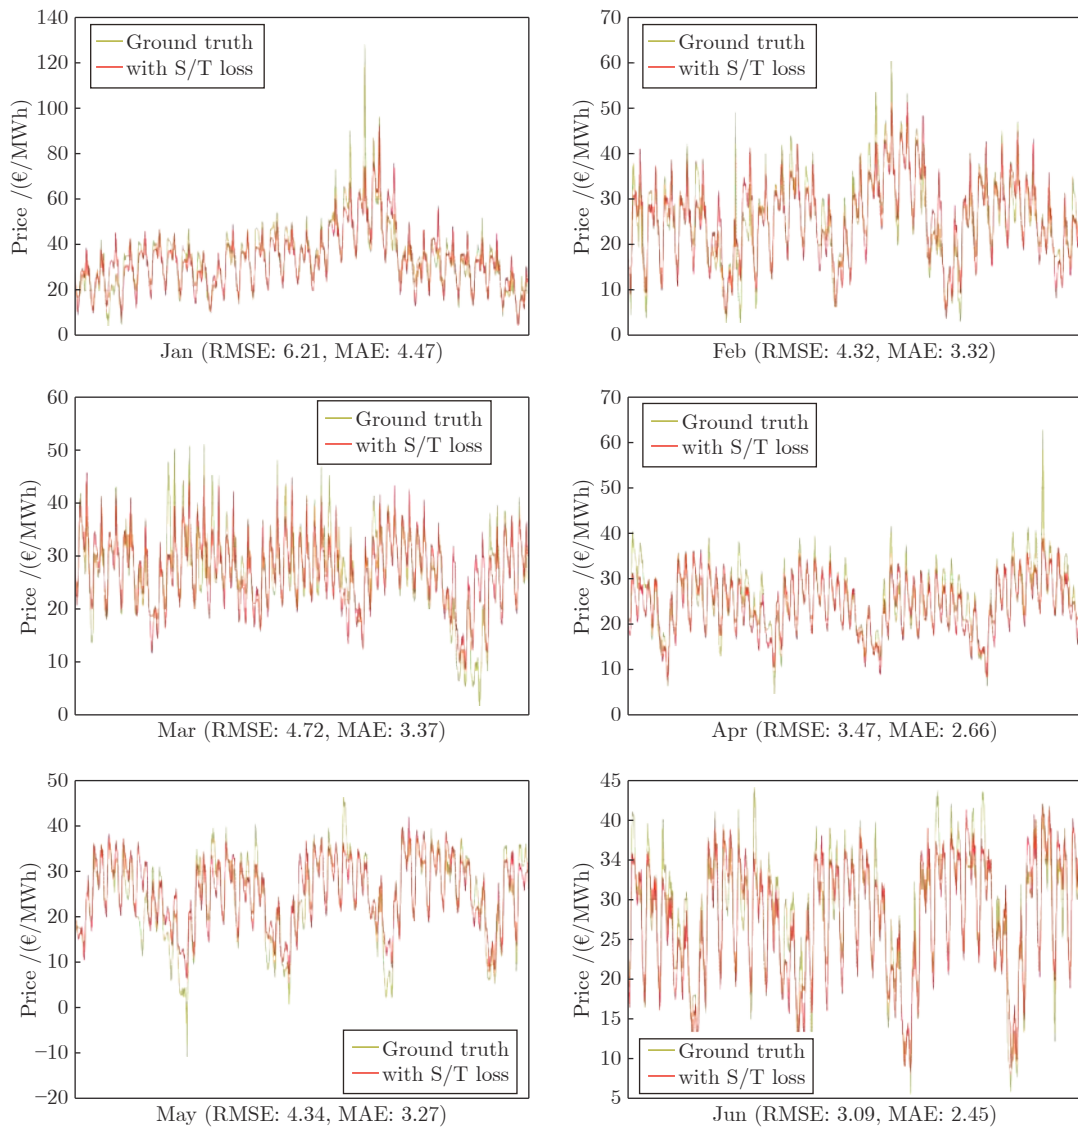 140
120
100
80
60
40
20
0
Price /(€/MWh)
Ground truth
with S/T loss
Jan (RMSE: 6.21, MAE: 4.47)
70
60
50
40
30
20
10
0
Price /(€/MWh)
Ground truth
with S/T loss
Feb (RMSE: 4.32, MAE: 3.32)
60
50
40
30
20
10
0
Price /(€/MWh)
Ground truth
with S/T loss
Mar (RMSE: 4.72, MAE: 3.37)
70
60
50
40
30
20
10
0
Price /(€/MWh)
Ground truth
with S/T loss
Apr (RMSE: 3.47, MAE: 2.66)
50
40
30
20
10
0
−10
−20
Price /(€/MWh)
Ground truth
with S/T loss
May (RMSE: 4.34, MAE: 3.27)
45
40
34
30
25
20
15
10
5
Price /(€/MWh)
Ground truth
with S/T loss
Jun (RMSE: 3.09, MAE: 2.45)